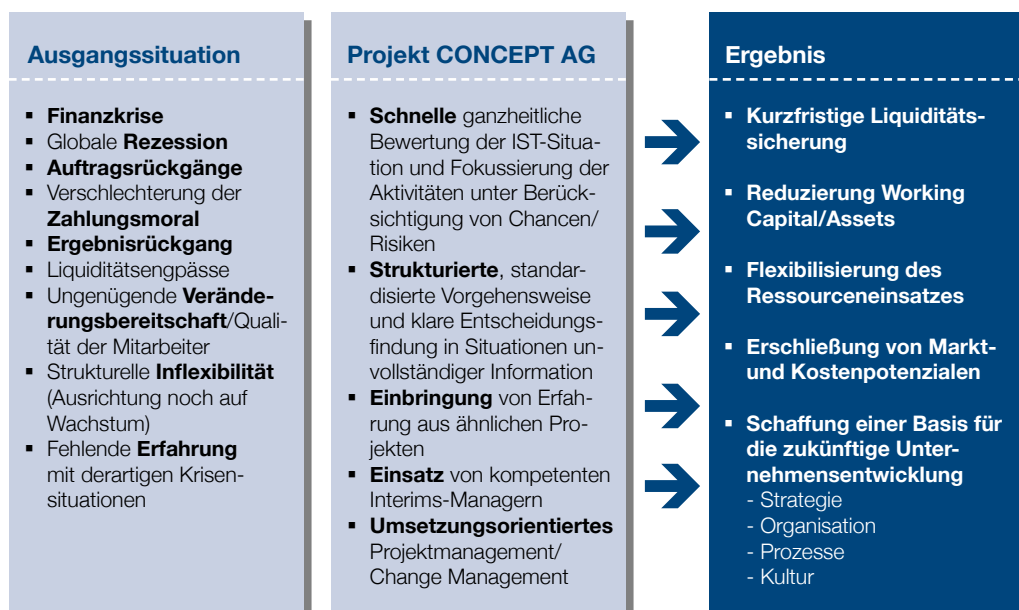 Ausgangssituation
▪ Finanzkrise
▪ Globale Rezession
▪ Auftragsrückgänge
▪ Verschlechterung der
Zahlungsmoral
▪ Ergebnisrückgang
▪ Liquiditätsengpässe
▪ Ungenügende Verände-
rungsbereitschaft/Quali-
tät der Mitarbeiter
▪ Strukturelle Inflexibilität
(Ausrichtung noch auf
Wachstum)
▪ Fehlende Erfahrung
mit derartigen Krisen-
situationen
Projekt CONCEPT AG
▪ Schnelle ganzheitliche
Bewertung der IST-Situa-
tion und Fokussierung der
Aktivitäten unter Berück-
sichtigung von Chancen/
Risiken
▪ Strukturierte, standar-
disierte Vorgehensweise
und klare Entscheidungs-
findung in Situationen un-
vollständiger Information
▪ Einbringung von Erfah-
rung aus ähnlichen Pro-
jekten
▪ Einsatz von kompetenten
Interims-Managern
▪ Umsetzungsorientiertes
Projektmanagement/
Change Management
Ergebnis
▪ Kurzfristige Liquiditäts-
sicherung
▪ Reduzierung Working
Capital/Assets
▪ Flexibilisierung des
Ressourceneinsatzes
▪ Erschließung von Markt-
und Kostenpotenzialen
▪ Schaffung einer Basis für
die zukünftige Unter-
nehmensentwicklung
- Strategie
- Organisation
- Prozesse
- Kultur